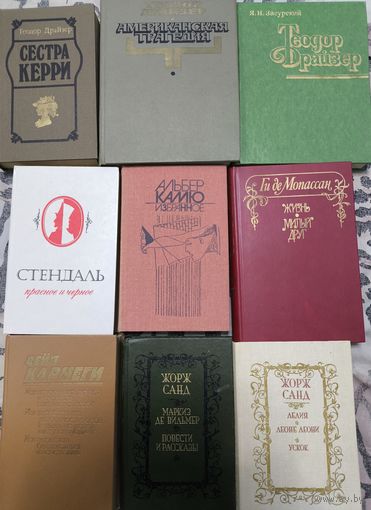 Теодор Драйзер
СЕСТРА
КЕРРИ
АМЕРИКАНСКАЯ
ТРАГЕДИЯ
Я. Н. Засурский
Теодор
Драйзер
СТЕНДАЛЬ
красное и черное
АЛЬБЕР
КАМЮ
ИЗБРАННОЕ
Ги де Мопассан
ЖИЗНЬ
МИЛЫЙ
ДРУГ
ДЕЙЛ
КАРНЕГИ
ЖОРЖ
САНД
МАРКИЗ
ДЕ ВИЛЬМЕР
ПОВЕСТИ
И РАССКАЗЫ
ЖОРЖ
САНД
ЛЕЛИЯ
ЛЕОНЕ ЛЕОНИ
УСКОК